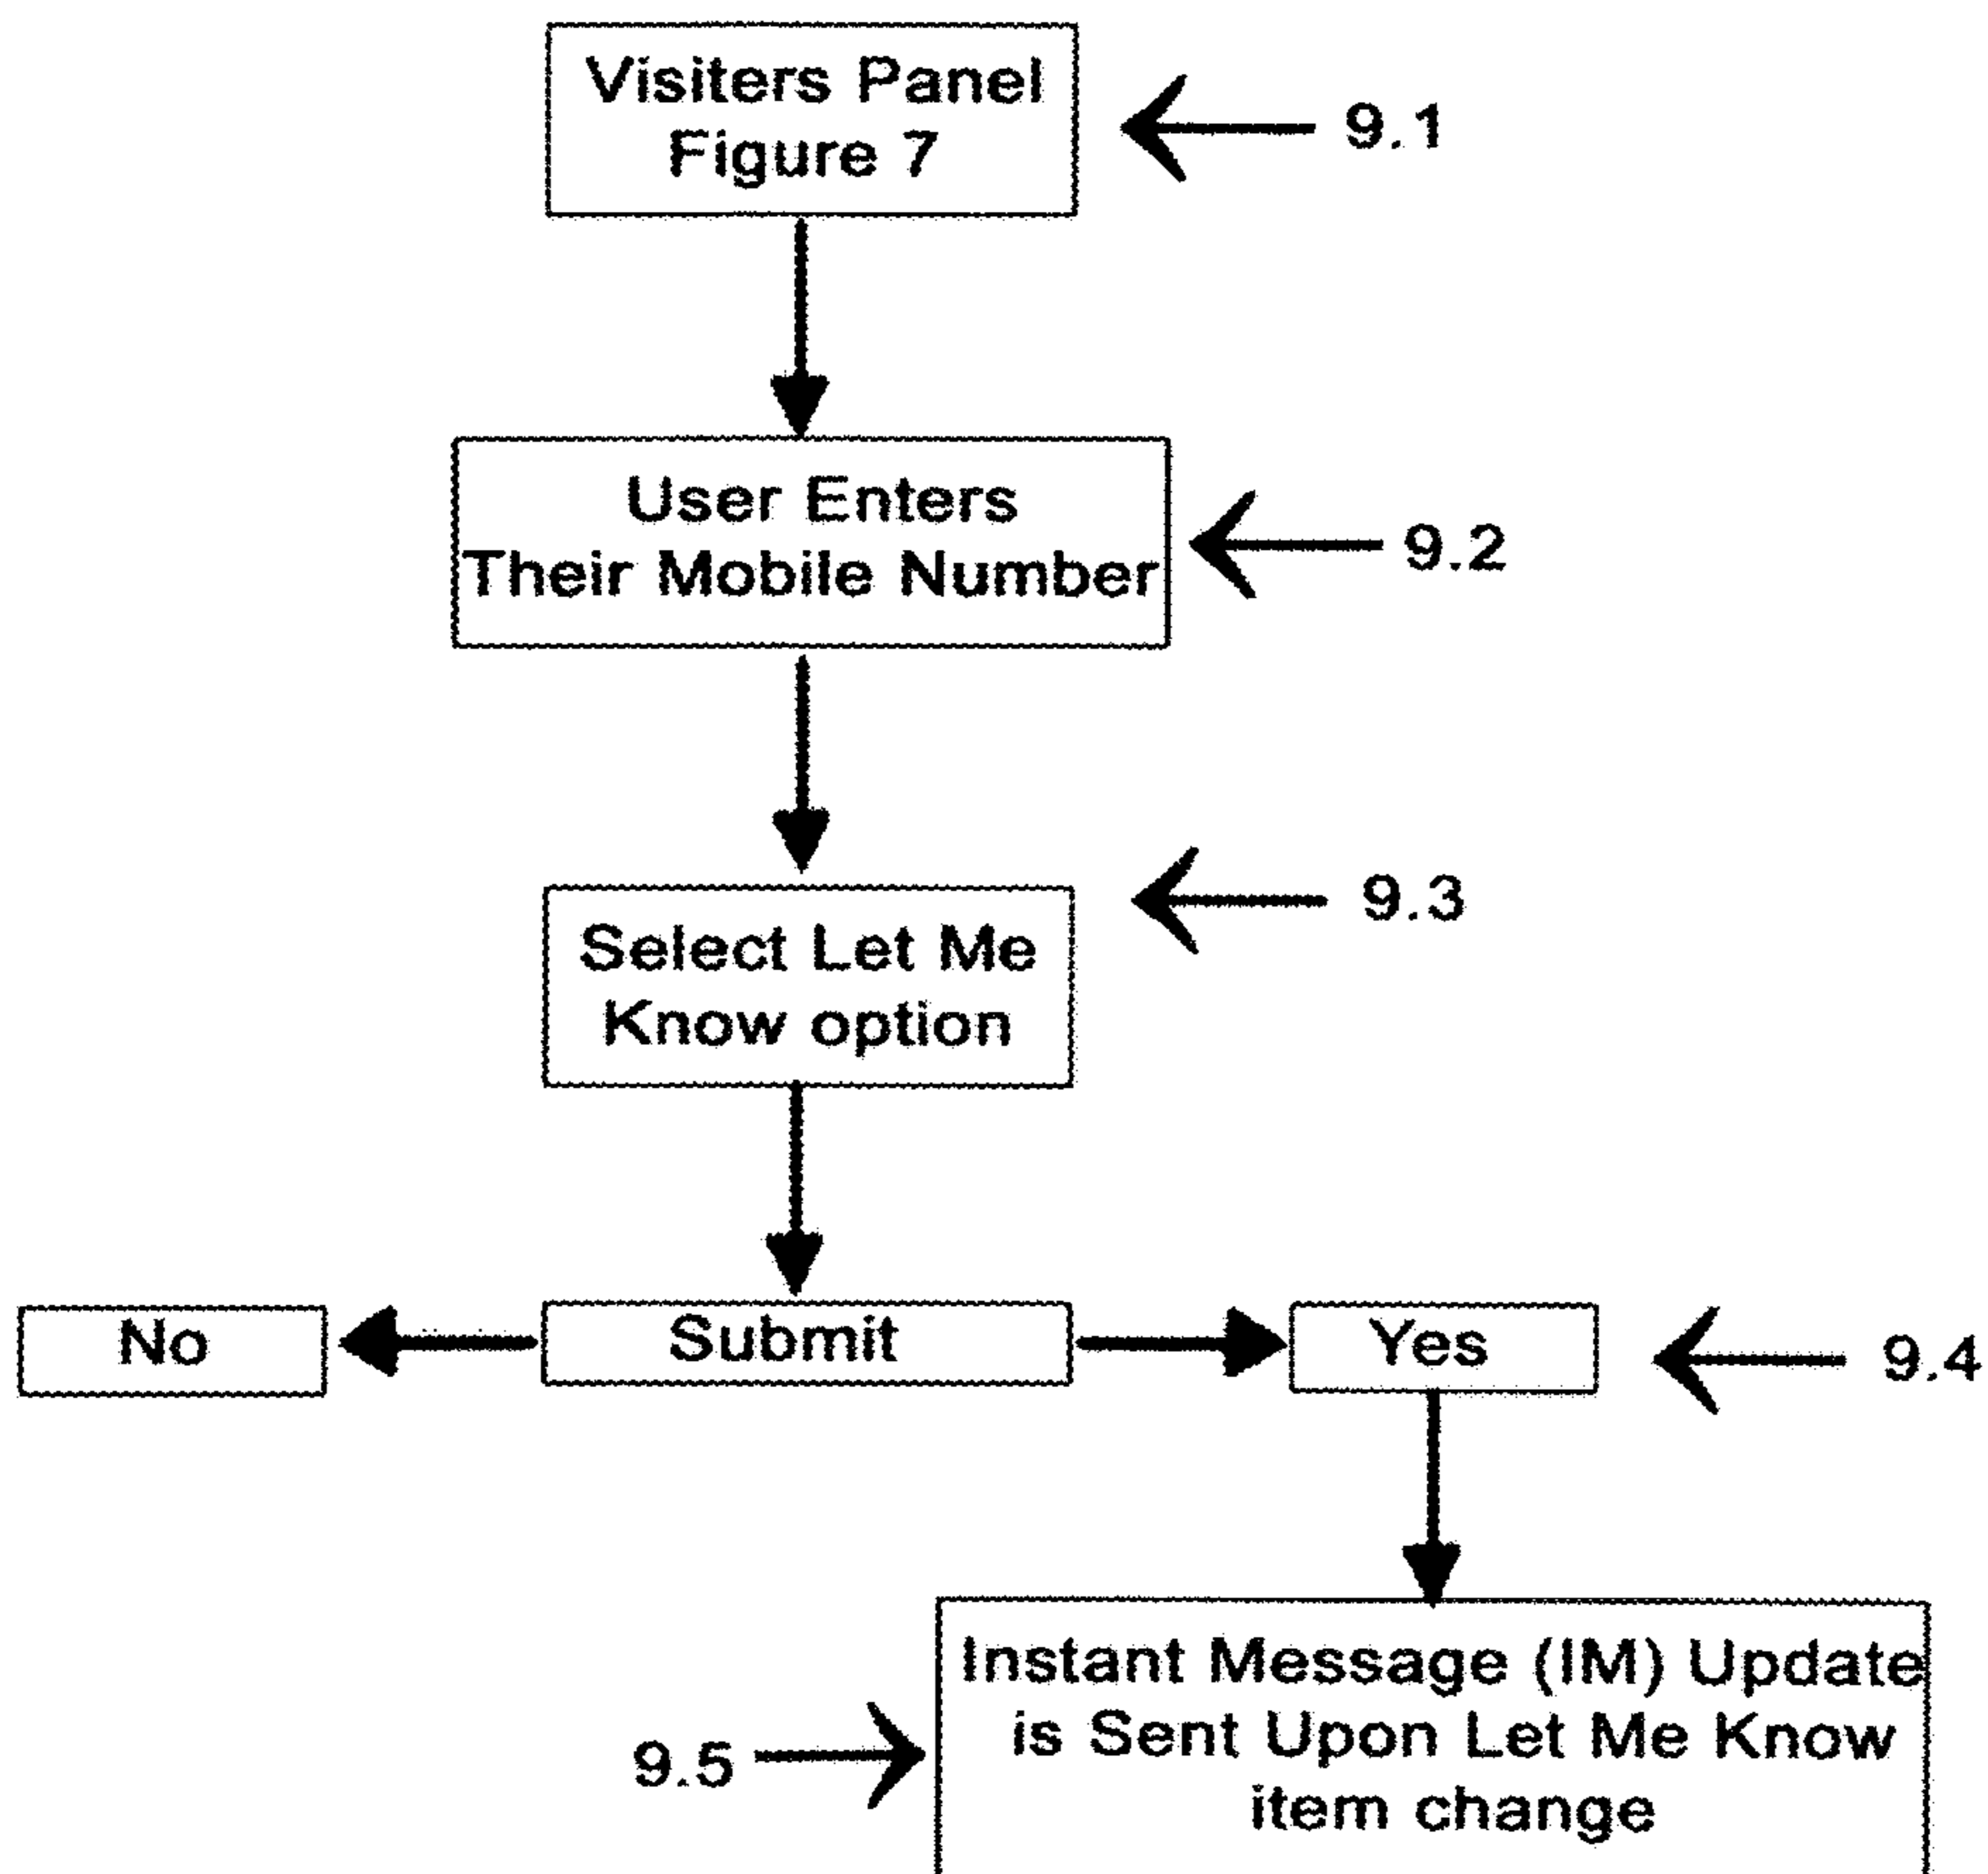 Visiters Panel
Figure 7
9.1
User Enters
Their Mobile Number
9.2
9.3
Select Let Me
Know option
No
Submit
Yes
9.4
Instant Message (IM) Update
is Sent Upon Let Me Know
item change
9.5